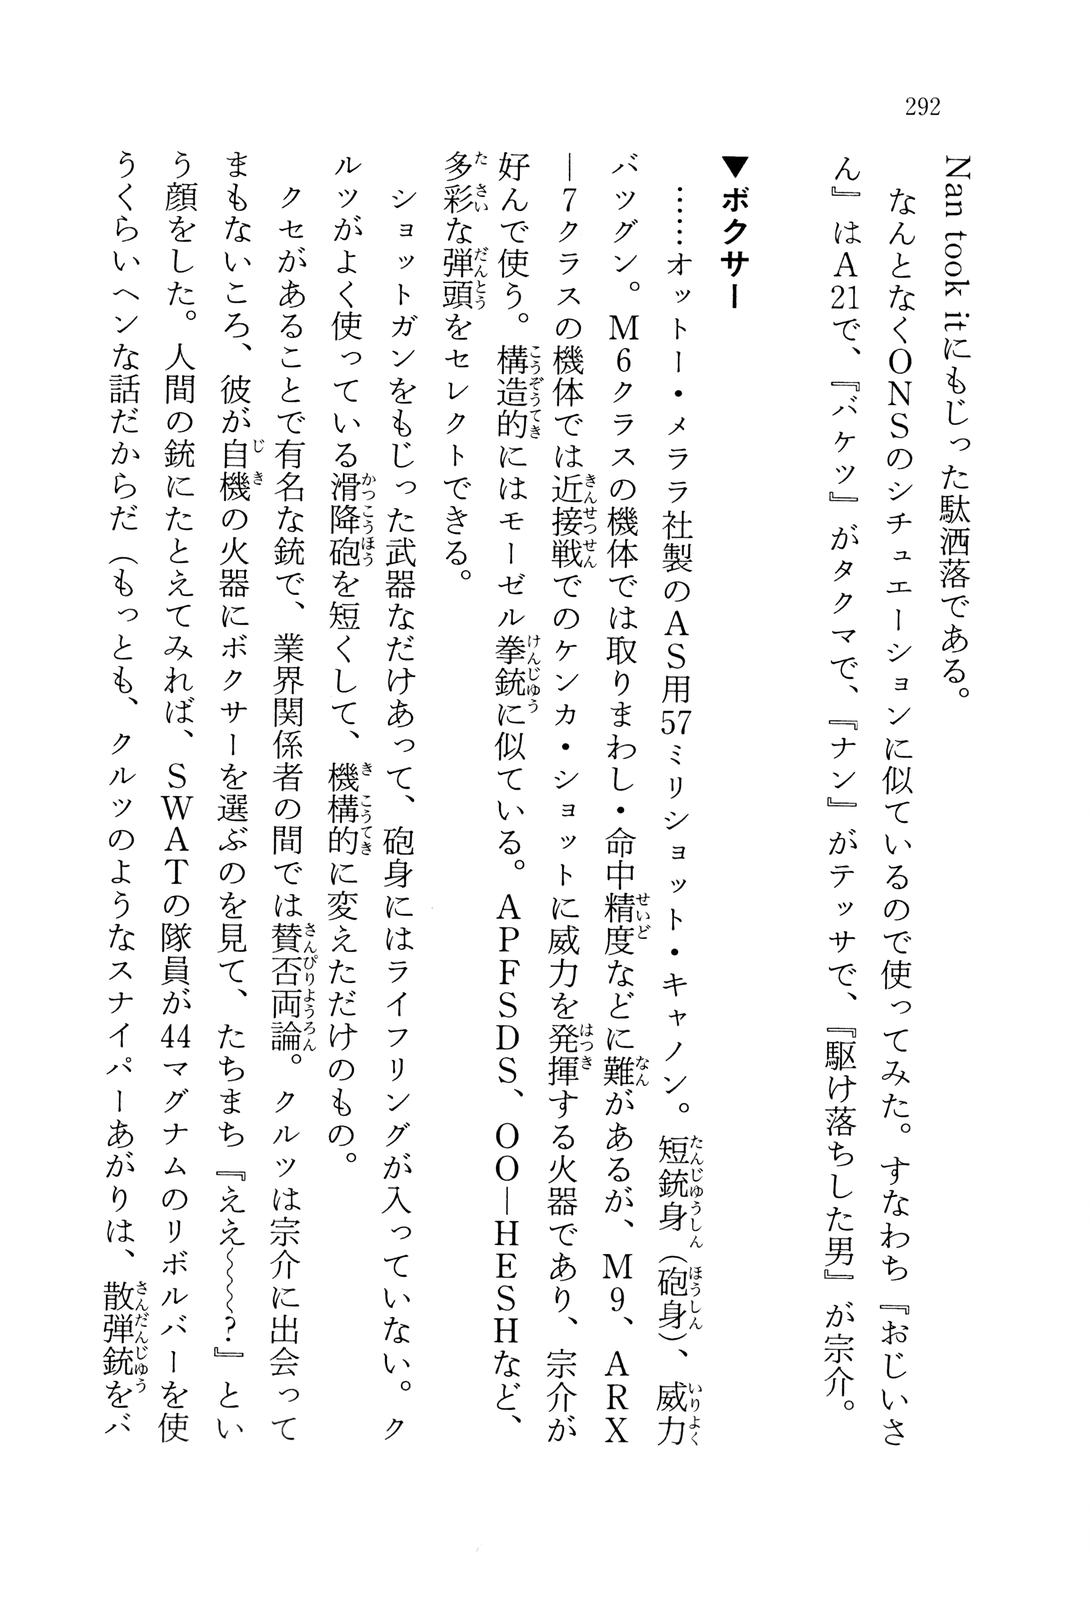 292
Nan took itにもじった駄洒落である。
なんとなくＯＮＳのシチュエーションに似ているので使ってみた。すなわち『おじいさ
ん』はＡ21で、『バケツ』がタクマで、『ナン』がテッサで、『駆け落ちした男』が宗介。
▼ボクサー
……オットー・メララ社製のＡＳ用57ミリショット・キャノン。短銃身（砲身）、威力
バツグン。Ｍ６クラスの機体では取りまわし・命中精度などに難があるが、Ｍ９、ＡＲＸ
―７クラスの機体では近接戦でのケンカ・ショットに威力を発揮する火器であり、宗介が
好んで使う。構造的にはモーゼル拳銃に似ている。ＡＰＦＳＤＳ、ＯＯ―ＨＥＳＨなど、
多彩な弾頭をセレクトできる。
ショットガンをもじった武器なだけあって、砲身にはライフリングが入っていない。ク
ルツがよく使っている滑降砲を短くして、機構的に変えただけのもの。
クセがあることで有名な銃で、業界関係者の間では賛否両論。クルツは宗介に出会って
まもないころ、彼が自機の火器にボクサーを選ぶのを見て、たちまち『ええ～～～？』とい
う顔をした。人間の銃にたとえてみれば、ＳＷＡＴの隊員が44マグナムのリボルバーを使
うくらいヘンな話だからだ（もっとも、クルツのようなスナイパーあがりは、散弾銃をバ